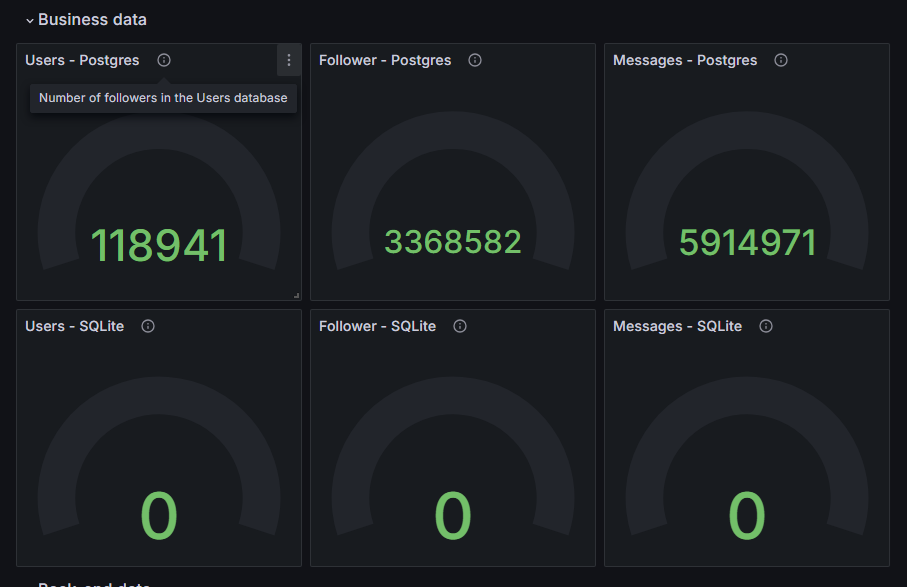 Business data
Users - Postgres
Follower - Postgres
Messages - Postgres
Number of followers in the Users database
118941
3368582
5914971
Users - SQLite
Follower - SQLite
Messages - SQLite
0
0
0